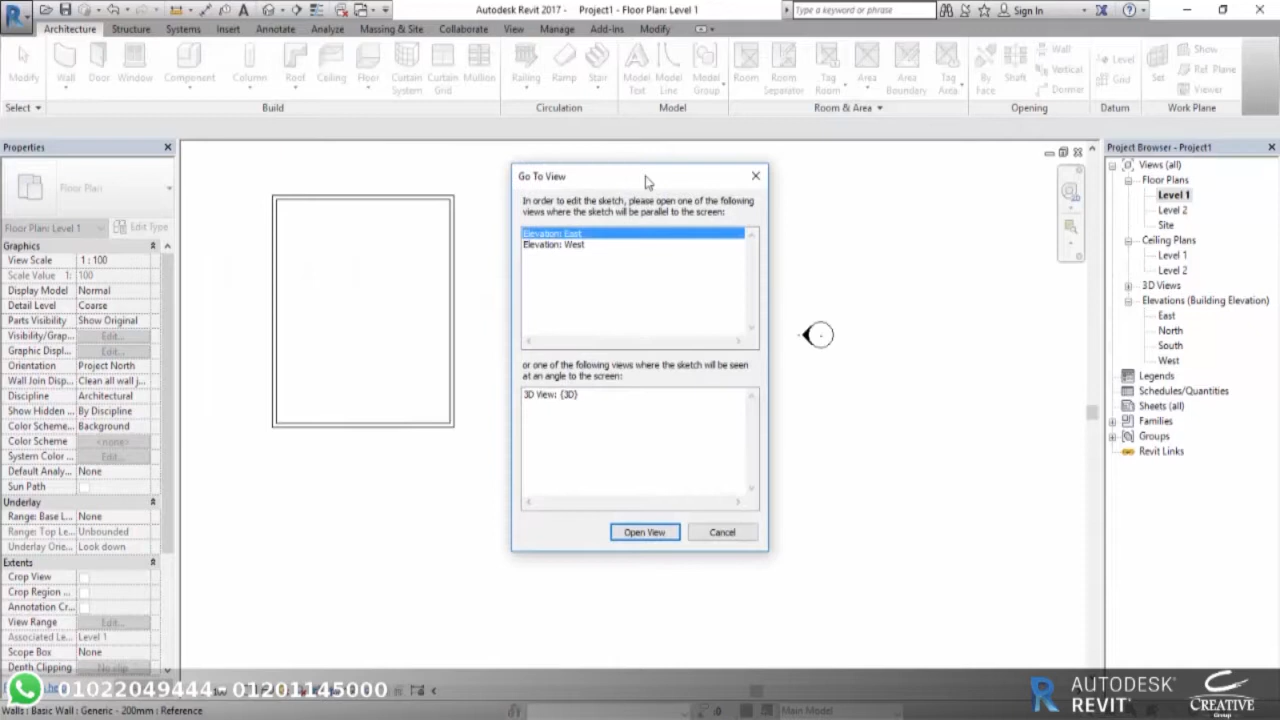 Autodesk Revit 2017 - Project1 - Floor Plan: Level 1
Type a keyword or phrase
Sign In
Architecture Structure Systems Insert Annotate Analyze Massing & Site Collaborate View Manage Add-Ins Modify
Modify
Wall
Door
Window
Component
Column
Roof
Ceiling
Floor
Curtain System
Curtain Grid
Mullion
Railing
Ramp
Stair
Model Text
Model Line
Model Group
Room
Room Separator
Tag Room
Area
Area Boundary
Tag Area
By Face
Shaft
Wall
Vertical
Dormer
Level
Grid
Set
Show
Ref Plane
Viewer
Select
Build
Circulation
Model
Room & Area
Opening
Datum
Work Plane
Properties
Floor Plan
Floor Plan: Level 1
Edit Type
Graphics
View Scale 1 : 100
Scale Value 1: 100
Display Model Normal
Detail Level Coarse
Parts Visibility Show Original
Visibility/Grap... Edit...
Graphic Displ... Edit...
Orientation Project North
Wall Join Disp... Clean all wall j...
Discipline Architectural
Show Hidden ... By Discipline
Color Scheme... Background
Color Scheme <none>
System Color ... Edit...
Default Analy... None
Sun Path
Underlay
Range: Base L... None
Range: Top Le... Unbounded
Underlay Orie... Look down
Extents
Crop View
Crop Region ...
Annotation Cr...
View Range Edit...
Associated Le... Level 1
Scope Box None
Depth Clipping No clip
Go To View
In order to edit the sketch, please open one of the following
views where the sketch will be parallel to the screen:
Elevation: East
Elevation: West
or one of the following views where the sketch will be seen
at an angle to the screen:
3D View: {3D}
Open View
Cancel
Project Browser - Project1
Views (all)
Floor Plans
Level 1
Level 2
Site
Ceiling Plans
Level 1
Level 2
3D Views
Elevations (Building Elevation)
East
North
South
West
Legends
Schedules/Quantities
Sheets (all)
Families
Groups
Revit Links
01022049444- 01201145000
Walls : Basic Wall : Generic - 200mm : Reference
:0
Main Model
AUTODESK®
REVIT®
CREATIVE
Group